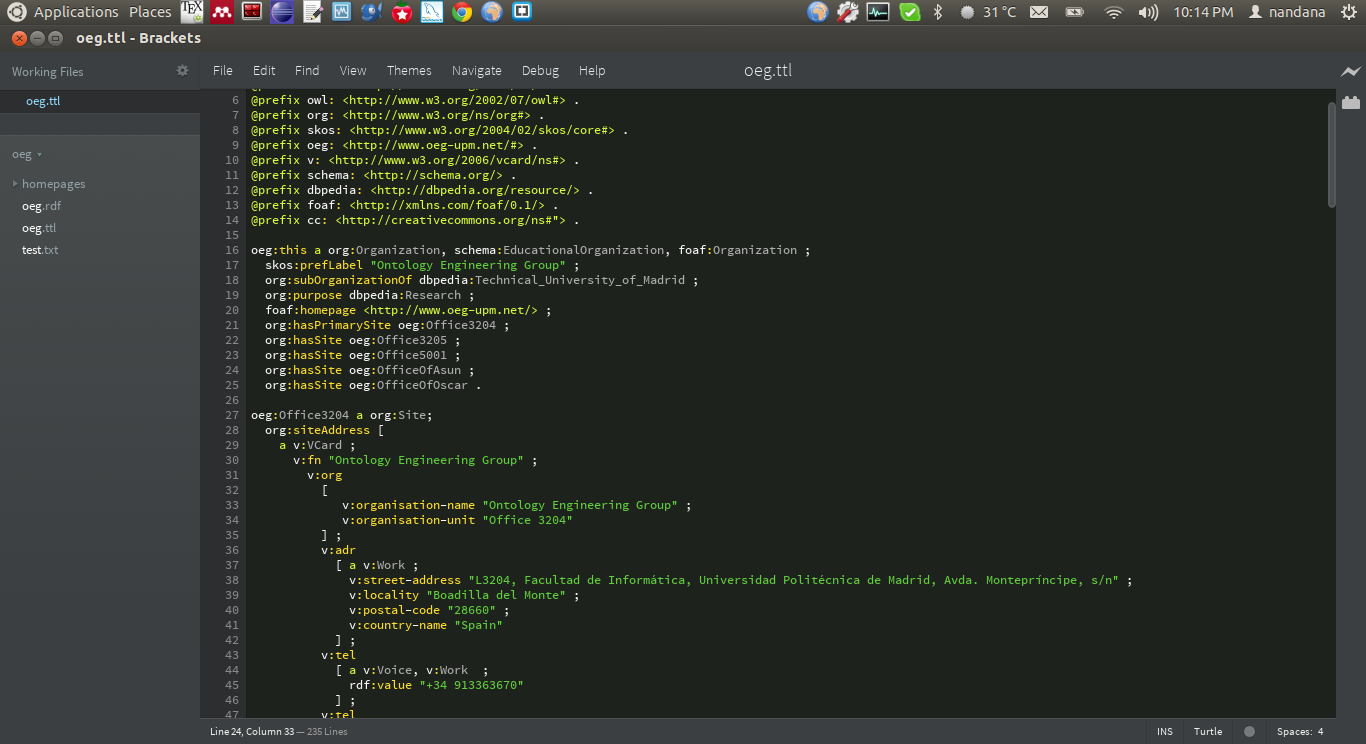 Applications Places TEX 31 °C 10:14 PM nandana
oeg.ttl - Brackets
Working Files
File Edit Find View Themes Navigate Debug Help oeg.ttl
oeg.ttl
oeg
homepages
oeg.rdf
oeg.ttl
test.txt
6 @prefix owl: <http://www.w3.org/2002/07/owl#> .
7 @prefix org: <http://www.w3.org/ns/org#> .
8 @prefix skos: <http://www.w3.org/2004/02/skos/core#> .
9 @prefix oeg: <http://www.oeg-upm.net/#> .
10 @prefix v: <http://www.w3.org/2006/vcard/ns#> .
11 @prefix schema: <http://schema.org/> .
12 @prefix dbpedia: <http://dbpedia.org/resource/> .
13 @prefix foaf: <http://xmlns.com/foaf/0.1/> .
14 @prefix cc: <http://creativecommons.org/ns#"> .
15
16 oeg:this a org:Organization, schema:EducationalOrganization, foaf:Organization ;
17 skos:prefLabel "Ontology Engineering Group" ;
18 org:subOrganizationOf dbpedia:Technical_University_of_Madrid ;
19 org:purpose dbpedia:Research ;
20 foaf:homepage <http://www.oeg-upm.net/> ;
21 org:hasPrimarySite oeg:Office3204 ;
22 org:hasSite oeg:Office3205 ;
23 org:hasSite oeg:Office5001 ;
24 org:hasSite oeg:OfficeOfAsun ;
25 org:hasSite oeg:OfficeOfOscar .
26
27 oeg:Office3204 a org:Site;
28 org:siteAddress [
29 a v:VCard ;
30 v:fn "Ontology Engineering Group" ;
31 v:org
32 [
33 v:organisation-name "Ontology Engineering Group" ;
34 v:organisation-unit "Office 3204"
35 ] ;
36 v:adr
37 [ a v:Work ;
38 v:street-address "L3204, Facultad de Informática, Universidad Politécnica de Madrid, Avda. Montepríncipe, s/n" ;
39 v:locality "Boadilla del Monte" ;
40 v:postal-code "28660" ;
41 v:country-name "Spain"
42 ] ;
43 v:tel
44 [ a v:Voice, v:Work ;
45 rdf:value "+34 913363670"
46 ] ;
47 v:tel
Line 24, Column 33 — 235 Lines INS Turtle Spaces: 4